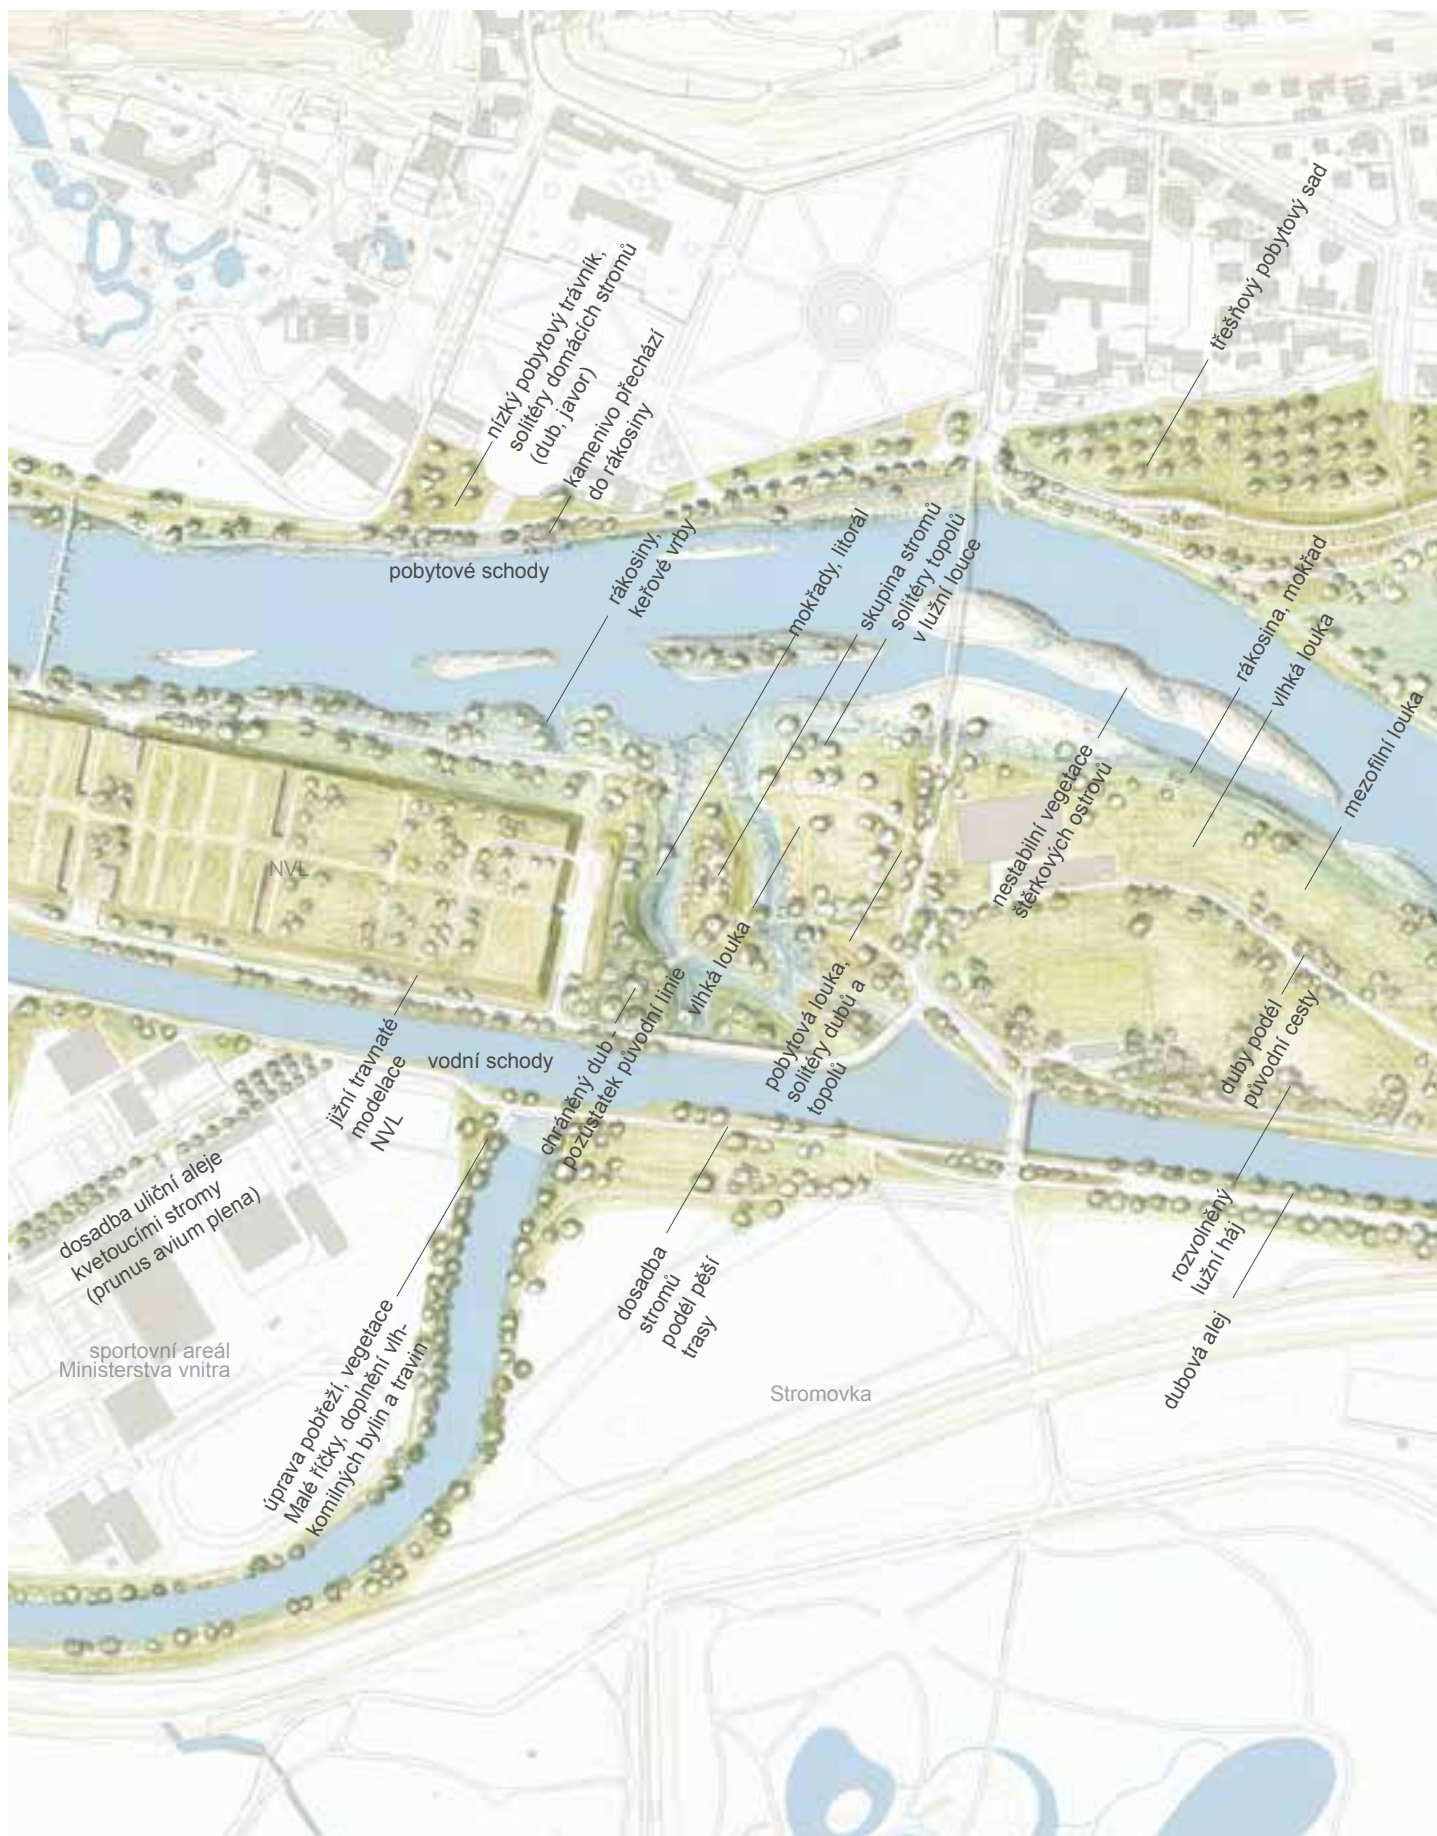 třešňový pobytový sad
nízký pobytový trávník,
solitéry domácích stromů
(dub, javor)
kamenivo přechází
do rákosiny
pobytové schody
rákosiny,
keřové vrby
mokřady, litorál
skupina stromů
solitéry topolů
v lužní louce
rákosina, mokřad
vlhká louka
mezofilní louka
nestabilní vegetace
štěrkových ostrovů
NVL
vlhká louka
pobytová louka,
solitéry dubů a
topolů
chráněný dub -
pozůstatek původní linie
duby podél
původní cesty
jižní travnaté
modelace
NVL
vodní schody
dosadba uliční aleje
kvetoucími stromy
(prunus avium plena)
sportovní areál
Ministerstva vnitra
úprava pobřeží, vegetace
Malé říčky, doplnění vlh-
komilných bylin a travin
dosadba
stromů
podél pěší
trasy
rozvolněný
lužní háj
dubová alej
Stromovka